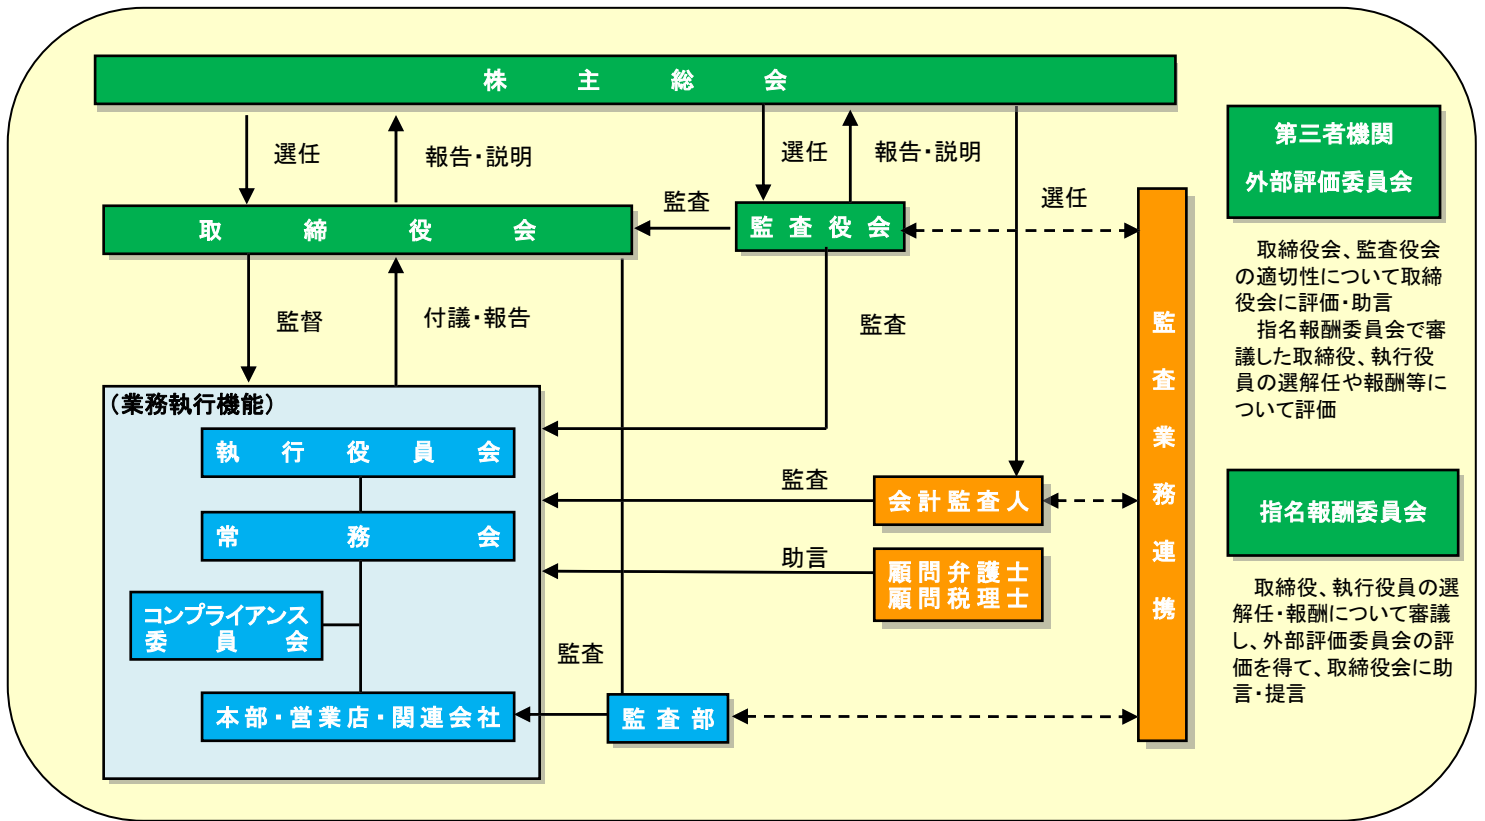 株主総会
選任
報告・説明
選任
報告・説明
選任
監査
取締役会
監査役会
監督
付議・報告
監査
(業務執行機能)
執行役員会
常務会
コンプライアンス
委員会
本部・営業店・関連会社
監査
会計監査人
助言
顧問弁護士
顧問税理士
監査
監査部
監査業務連携
第三者機関
外部評価委員会
取締役会、監査役会
の適切性について取締
役会に評価・助言
指名報酬委員会で審
議した取締役、執行役
員の選解任や報酬等に
ついて評価
指名報酬委員会
取締役、執行役員の選
解任・報酬について審議
し、外部評価委員会の評
価を得て、取締役会に助
言・提言